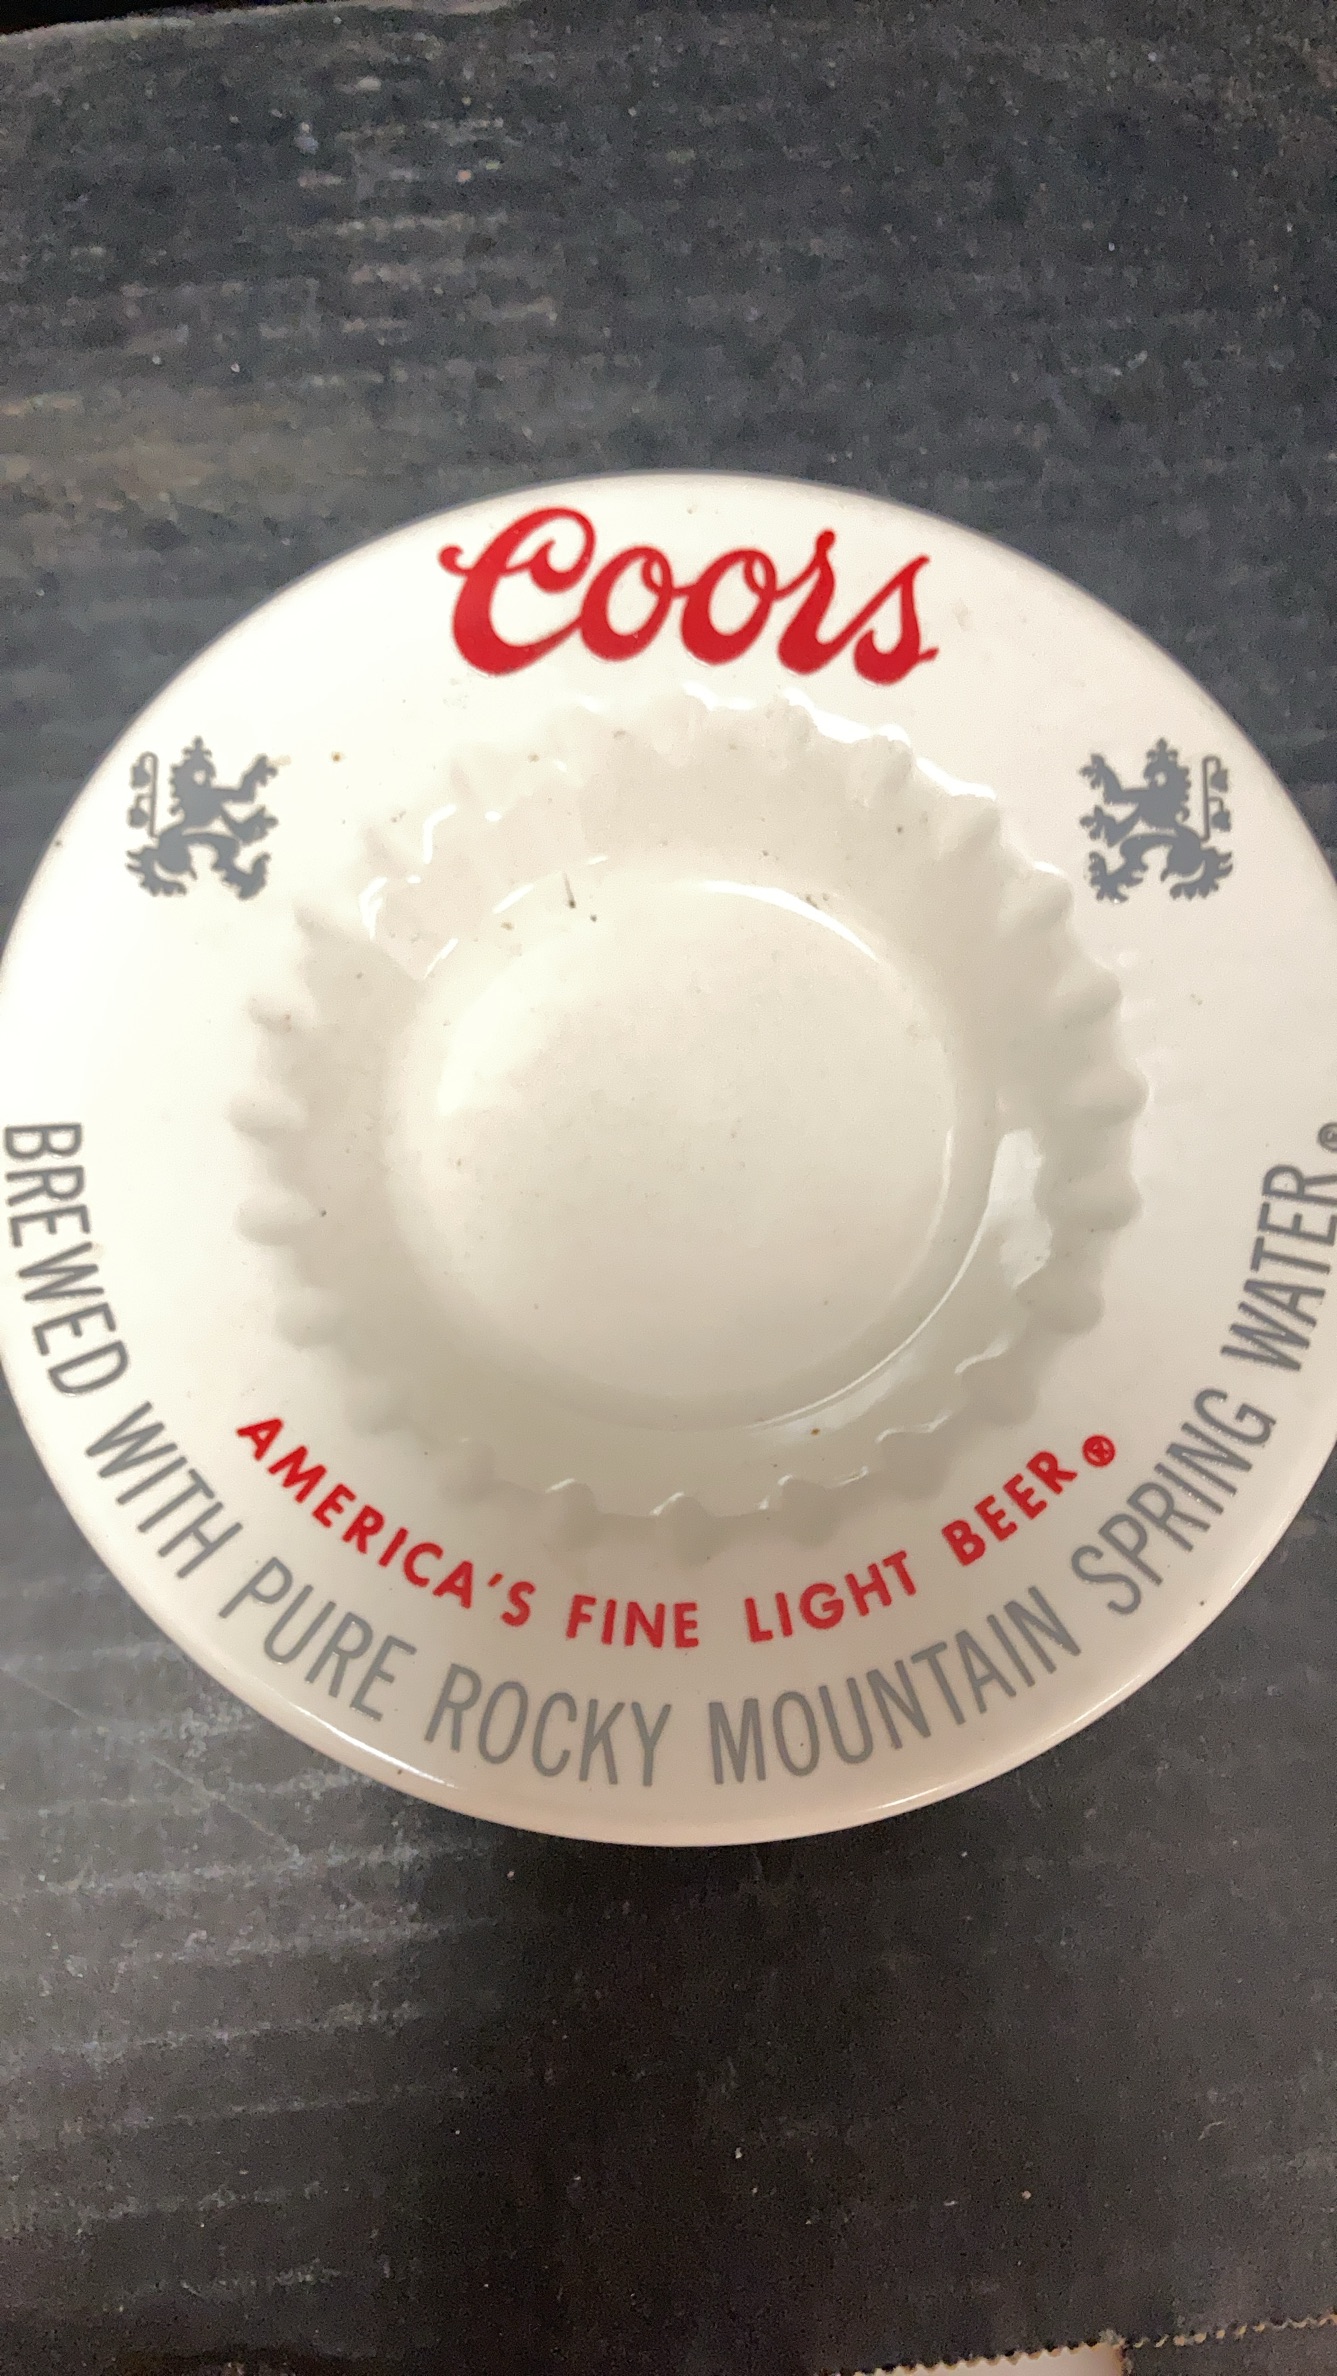 Coors
AMERICA'S FINE LIGHT BEER®
BREWED WITH PURE ROCKY MOUNTAIN SPRING WATER®